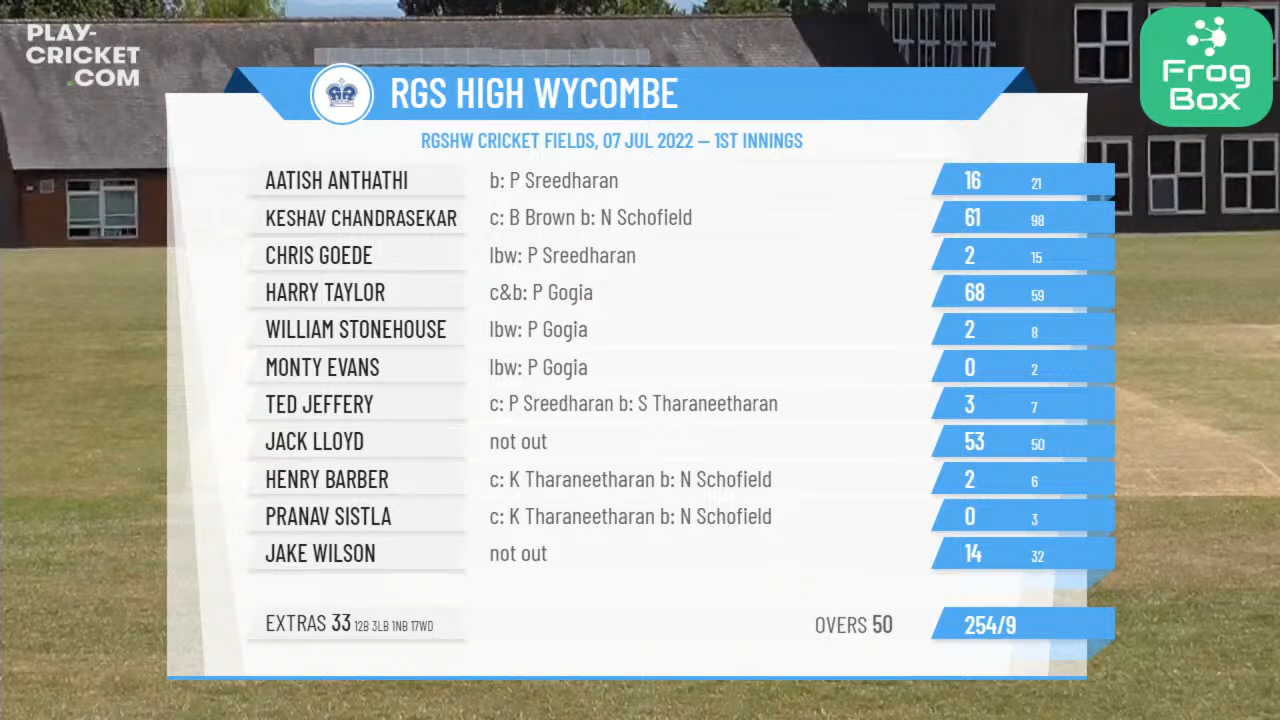 PLAY-
CRICKET
.COM
Frog
Box
RGS HIGH WYCOMBE
RGSHW CRICKET FIELDS, 07 JUL 2022 – 1ST INNINGS
AATISH ANTHATHI b: P Sreedharan 16 21
KESHAV CHANDRASEKAR c: B Brown b: N Schofield 61 98
CHRIS GOEDE lbw: P Sreedharan 2 15
HARRY TAYLOR c&b: P Gogia 68 59
WILLIAM STONEHOUSE lbw: P Gogia 2 8
MONTY EVANS lbw: P Gogia 0 2
TED JEFFERY c: P Sreedharan b: S Tharaneetharan 3 7
JACK LLOYD not out 53 50
HENRY BARBER c: K Tharaneetharan b: N Schofield 2 6
PRANAV SISTLA c: K Tharaneetharan b: N Schofield 0 3
JAKE WILSON not out 14 32
EXTRAS 33 12B 3LB 1NB 17WD OVERS 50 254/9